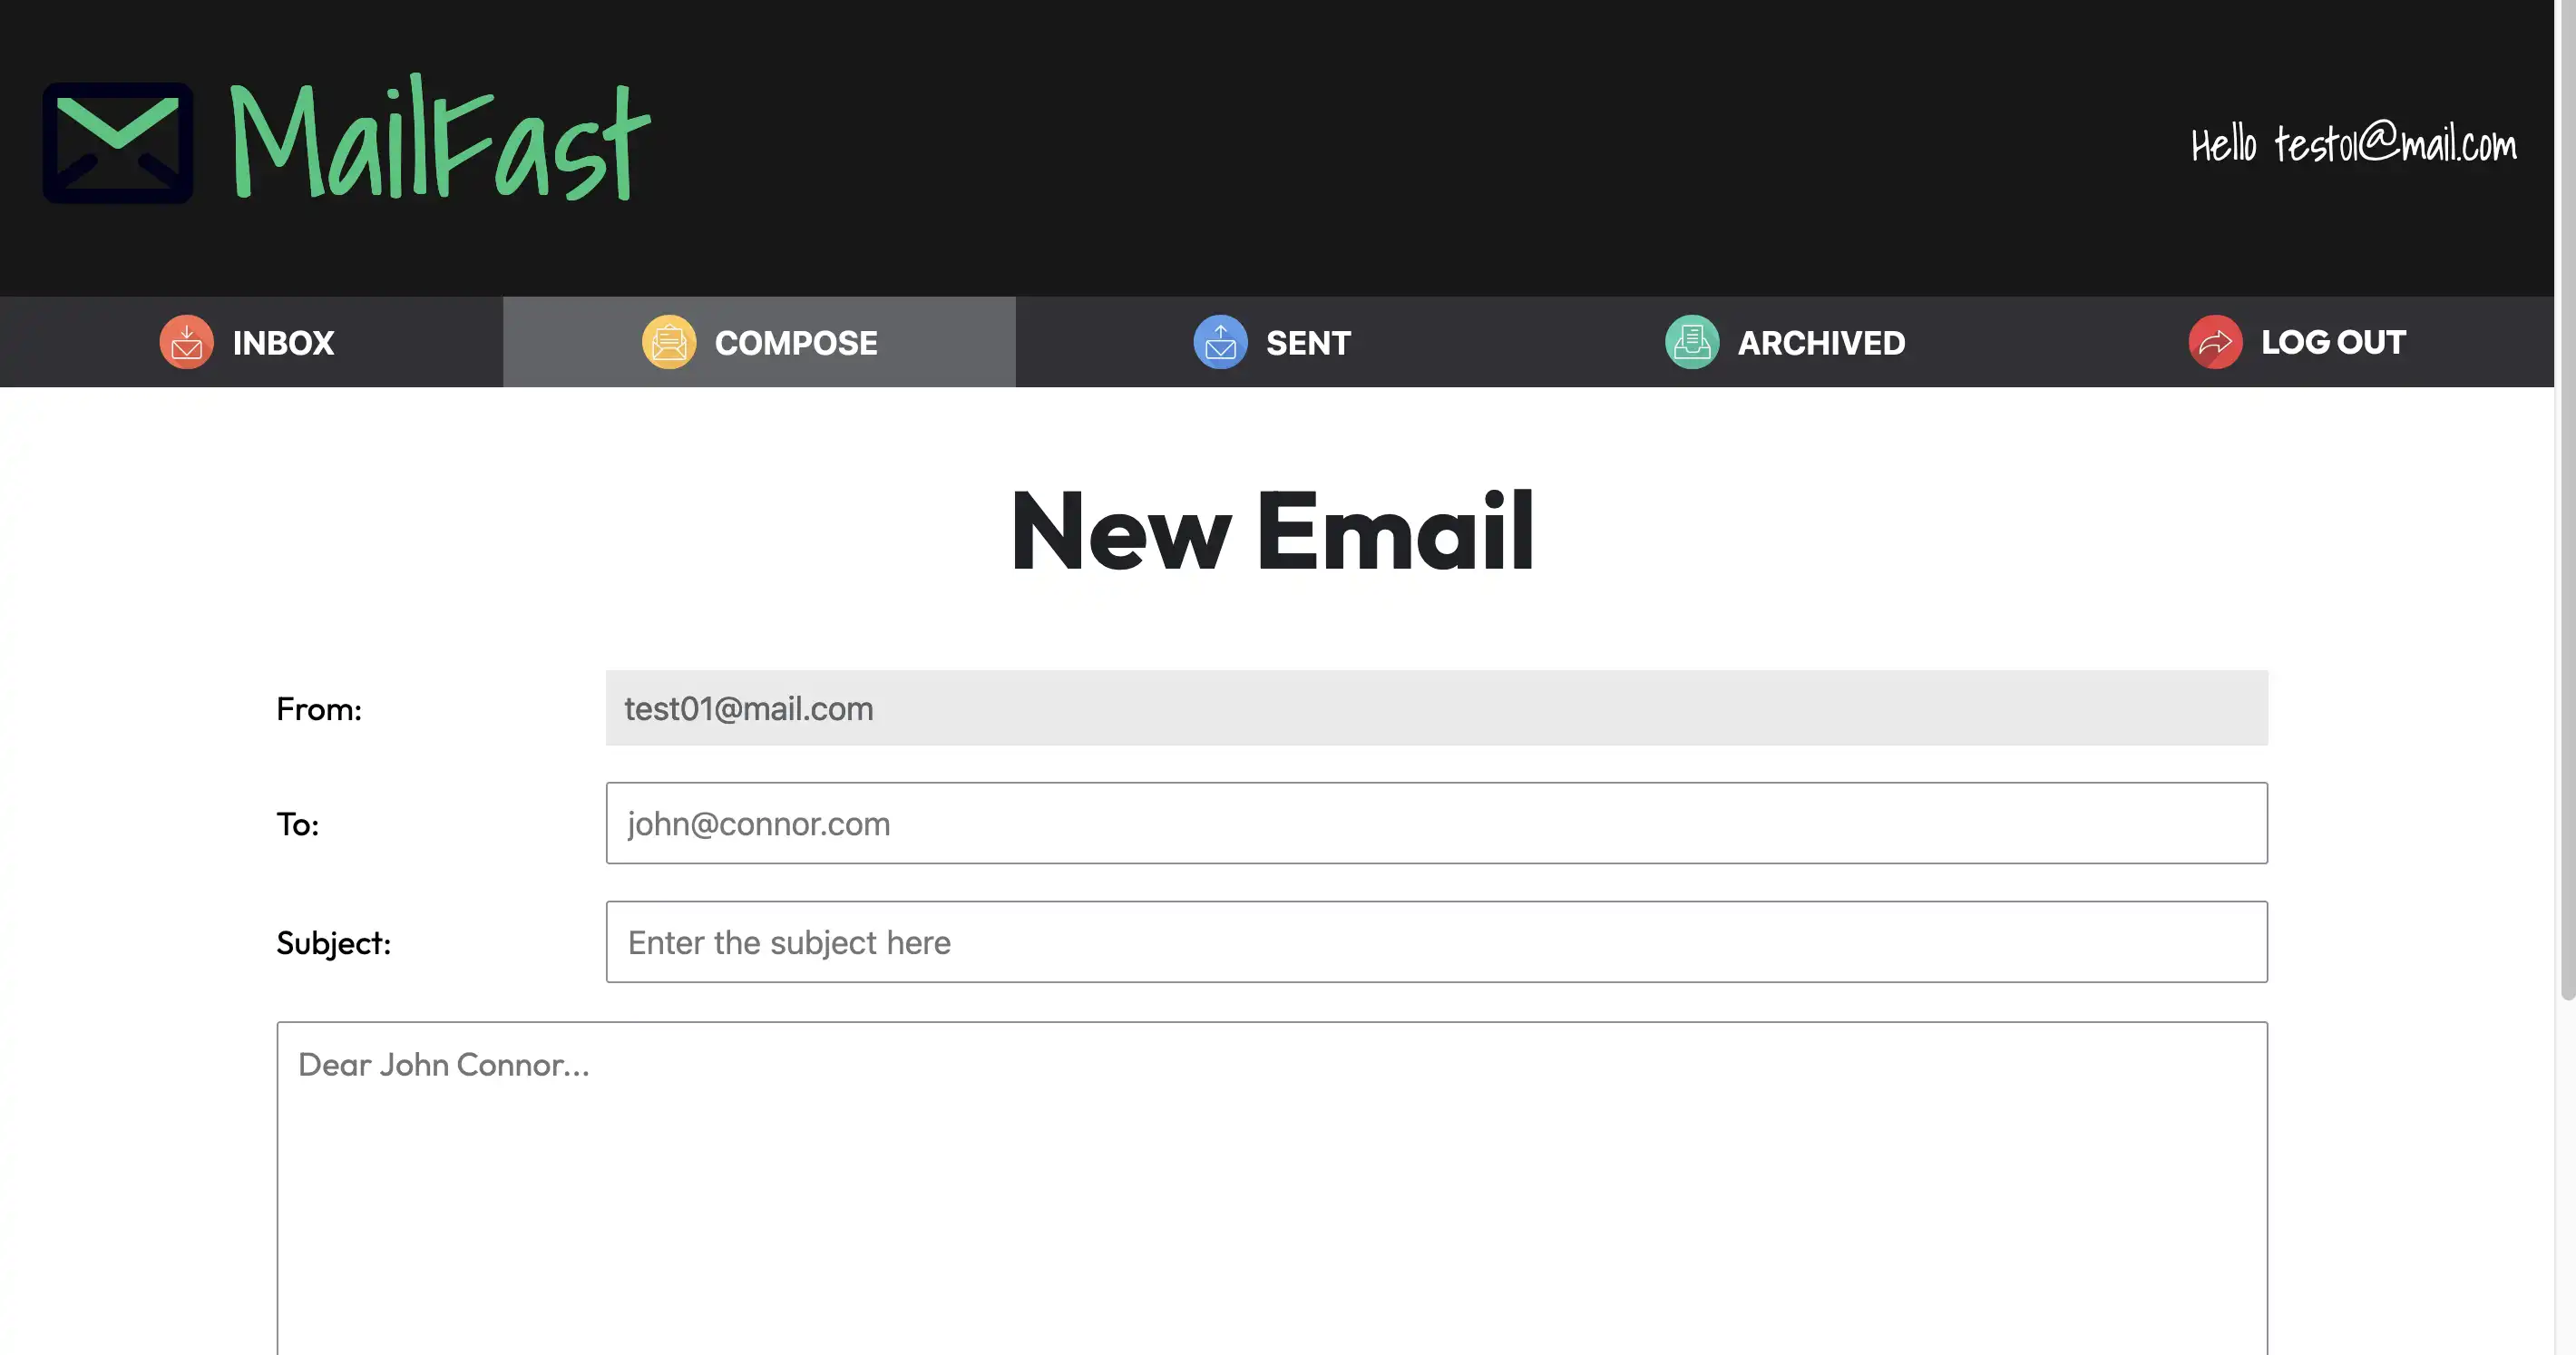 MailFast
Hello test01@mail.com
INBOX
COMPOSE
SENT
ARCHIVED
LOG OUT
New Email
From:
test01@mail.com
To:
john@connor.com
Subject:
Enter the subject here
Dear John Connor...